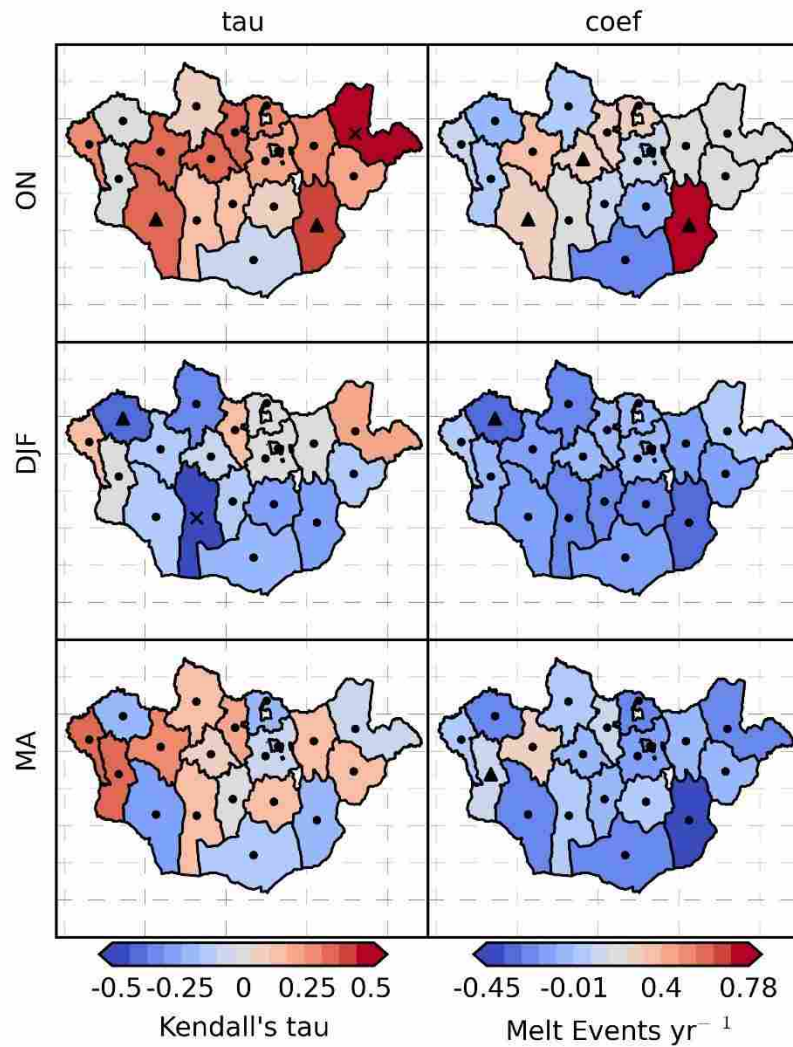 tau coef
ON
DJF
MA
-0.5 -0.25 0 0.25 0.5 -0.45 -0.01 0.4 0.78
Kendall's tau Melt Events yr⁻ ¹